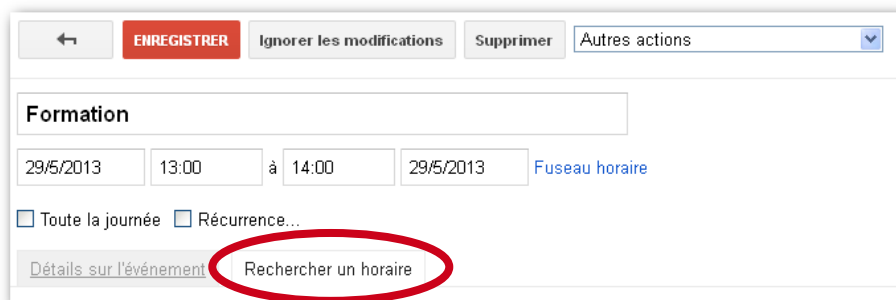 ENREGISTRER Ignorer les modifications Supprimer Autres actions
Formation
29/5/2013 13:00 à 14:00 29/5/2013 Fuseau horaire
Toute la journée Récurrence...
Détails sur l'événement Rechercher un horaire